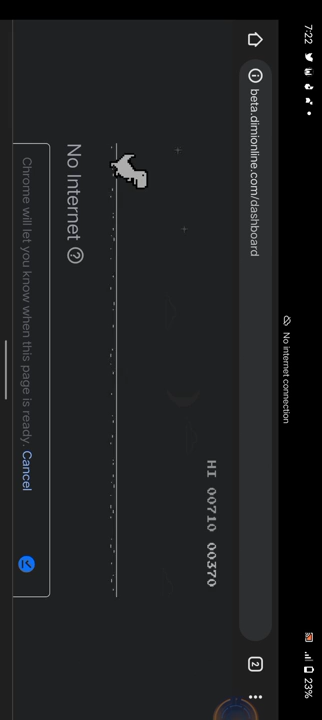 7:22
23%
No internet connection
beta.dimionline.com/dashboard
2
HI 00710 00370
No Internet ?
Chrome will let you know when this page is ready. Cancel